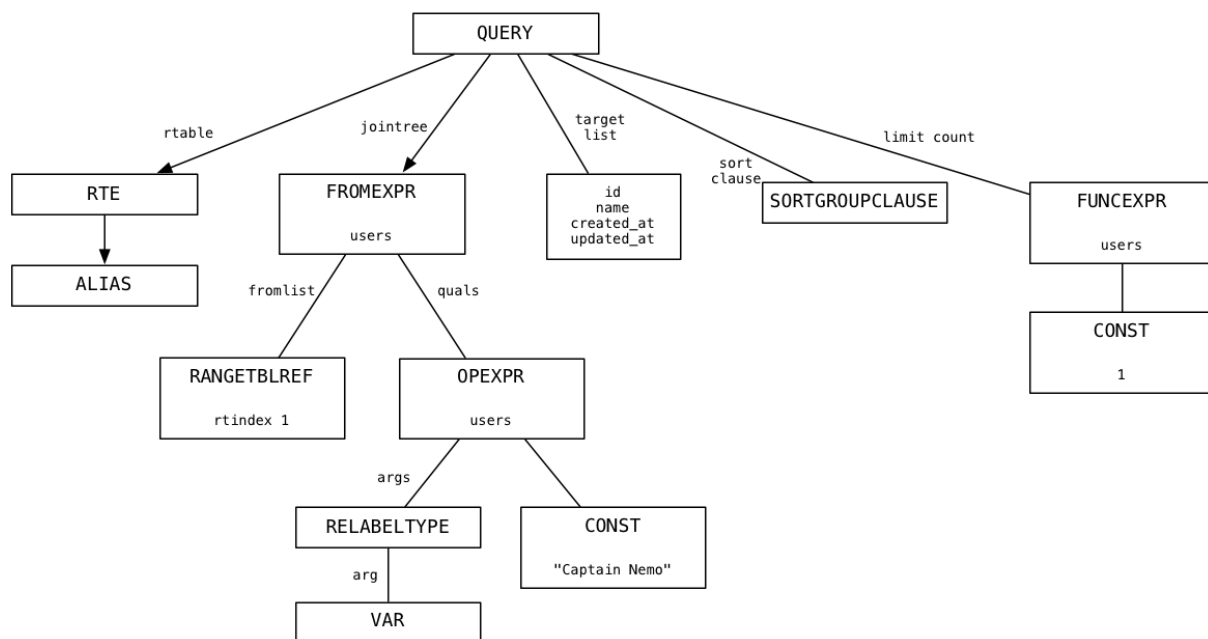 QUERY
rtable
jointree
target
list
sort
clause
limit count
RTE
ALIAS
FROMEXPR
users
id
name
created_at
updated_at
SORTGROUPCLAUSE
FUNCEXPR
users
fromlist
quals
CONST
1
RANGETBLREF
rtindex 1
OPEXPR
users
args
RELABELTYPE
CONST
"Captain Nemo"
arg
VAR